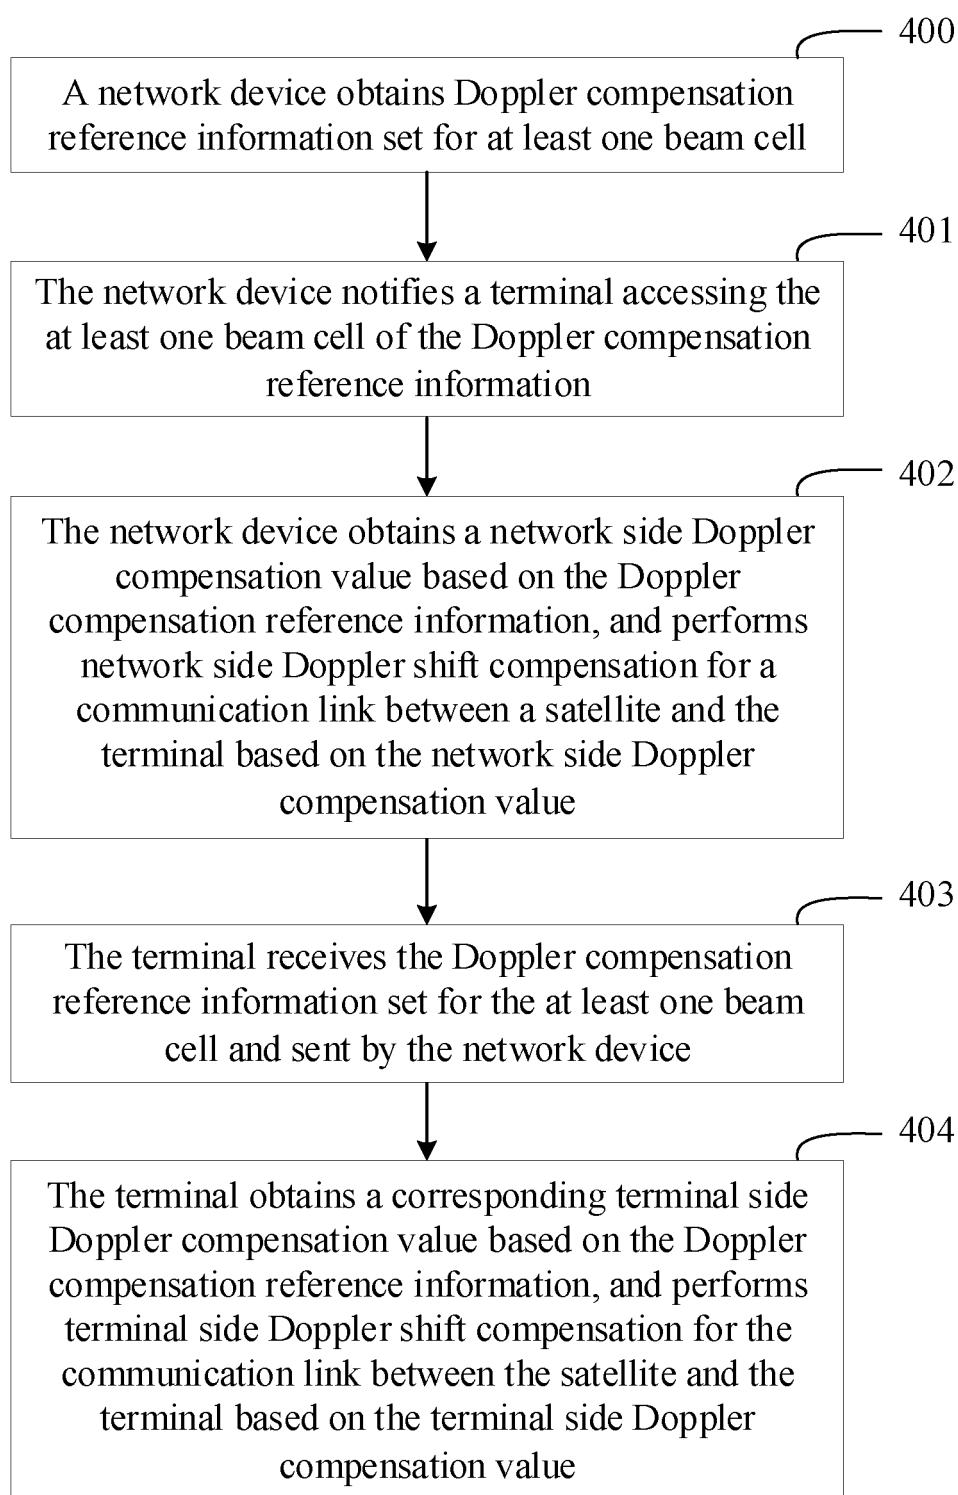 400
A network device obtains Doppler compensation
reference information set for at least one beam cell
401
The network device notifies a terminal accessing the
at least one beam cell of the Doppler compensation
reference information
402
The network device obtains a network side Doppler
compensation value based on the Doppler
compensation reference information, and performs
network side Doppler shift compensation for a
communication link between a satellite and the
terminal based on the network side Doppler
compensation value
403
The terminal receives the Doppler compensation
reference information set for the at least one beam
cell and sent by the network device
404
The terminal obtains a corresponding terminal side
Doppler compensation value based on the Doppler
compensation reference information, and performs
terminal side Doppler shift compensation for the
communication link between the satellite and the
terminal based on the terminal side Doppler
compensation value